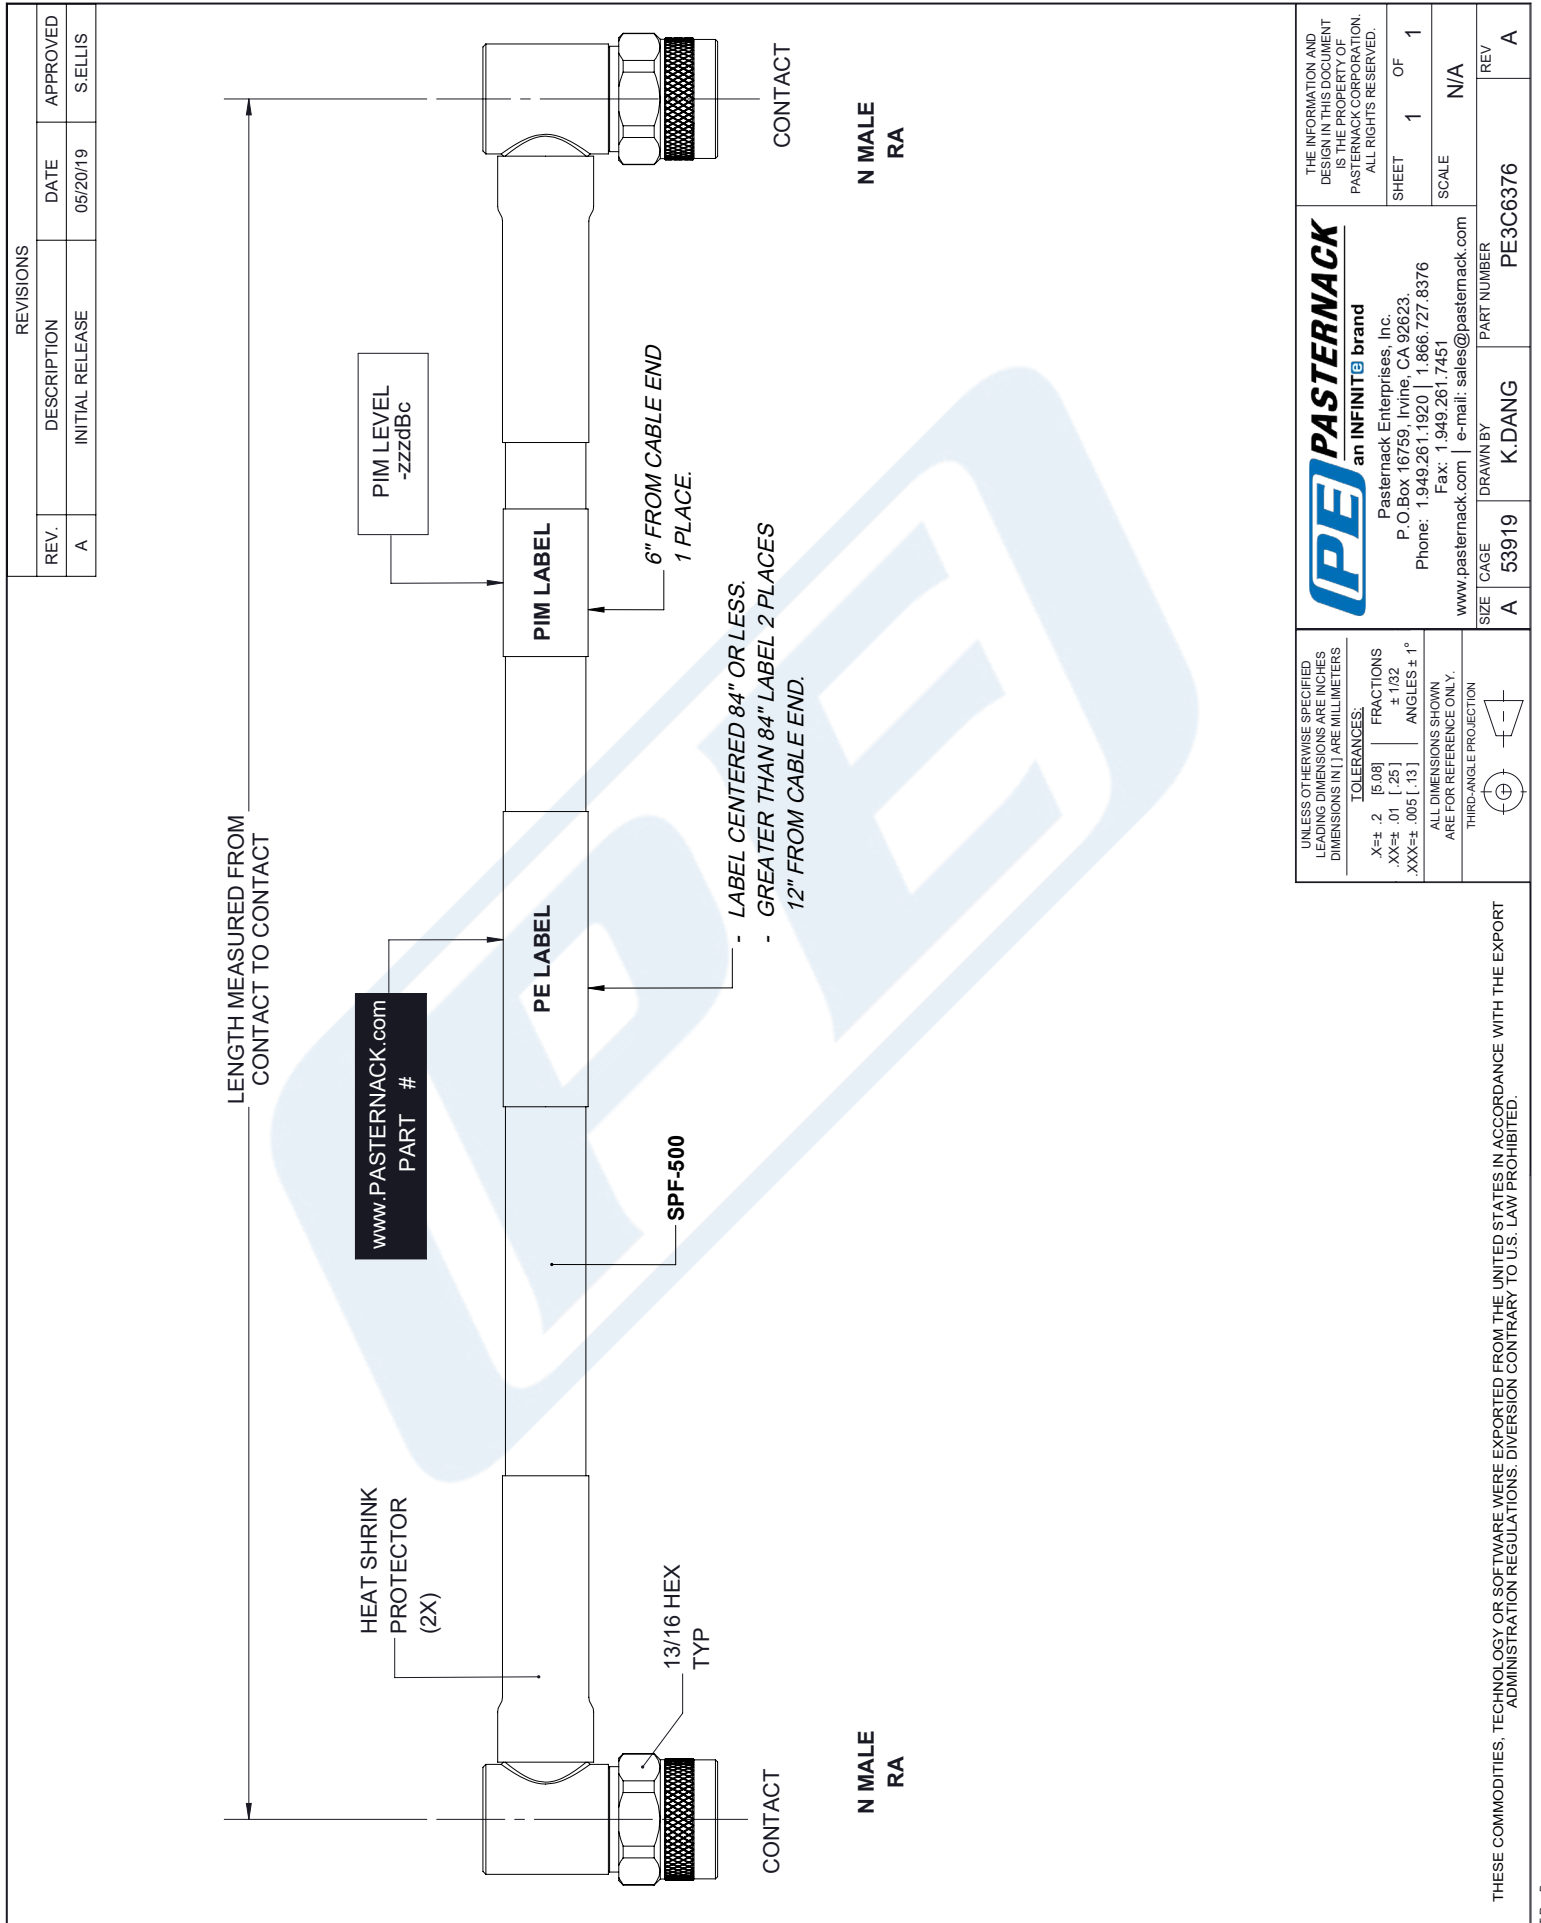 REVISIONS
REV. DESCRIPTION DATE APPROVED
A INITIAL RELEASE 05/20/19 S.ELLIS
LENGTH MEASURED FROM
CONTACT TO CONTACT
HEAT SHRINK
PROTECTOR
(2X)
www.PASTERNACK.com
PART #
PIM LEVEL
-zzzdBc
PE LABEL
PIM LABEL
6" FROM CABLE END
1 PLACE.
- LABEL CENTERED 84" OR LESS.
- GREATER THAN 84" LABEL 2 PLACES
12" FROM CABLE END.
SPF-500
13/16 HEX
TYP
CONTACT
CONTACT
N MALE
RA
N MALE
RA
UNLESS OTHERWISE SPECIFIED
LEADING DIMENSIONS ARE INCHES
DIMENSIONS IN [ ] ARE MILLIMETERS
TOLERANCES:
.X=± .2 [5.08] FRACTIONS
.XX=± .01 [ .25] ± 1/32
.XXX=± .005 [ .13] ANGLES ± 1°
ALL DIMENSIONS SHOWN
ARE FOR REFERENCE ONLY.
THIRD-ANGLE PROJECTION
PE PASTERNACK
an INFINITe brand
Pasternack Enterprises, Inc.
P.O.Box 16759, Irvine, CA 92623.
Phone: 1.949.261.1920 | 1.866.727.8376
Fax: 1.949.261.7451
www.pasternack.com | e-mail: sales@pasternack.com
THE INFORMATION AND
DESIGN IN THIS DOCUMENT
IS THE PROPERTY OF
PASTERNACK CORPORATION.
ALL RIGHTS RESERVED.
SHEET 1 OF 1
SCALE N/A
SIZE A
CAGE 53919
DRAWN BY K.DANG
PART NUMBER PE3C6376
REV A
THESE COMMODITIES, TECHNOLOGY OR SOFTWARE WERE EXPORTED FROM THE UNITED STATES IN ACCORDANCE WITH THE EXPORT
ADMINISTRATION REGULATIONS. DIVERSION CONTRARY TO U.S. LAW PROHIBITED.
PE